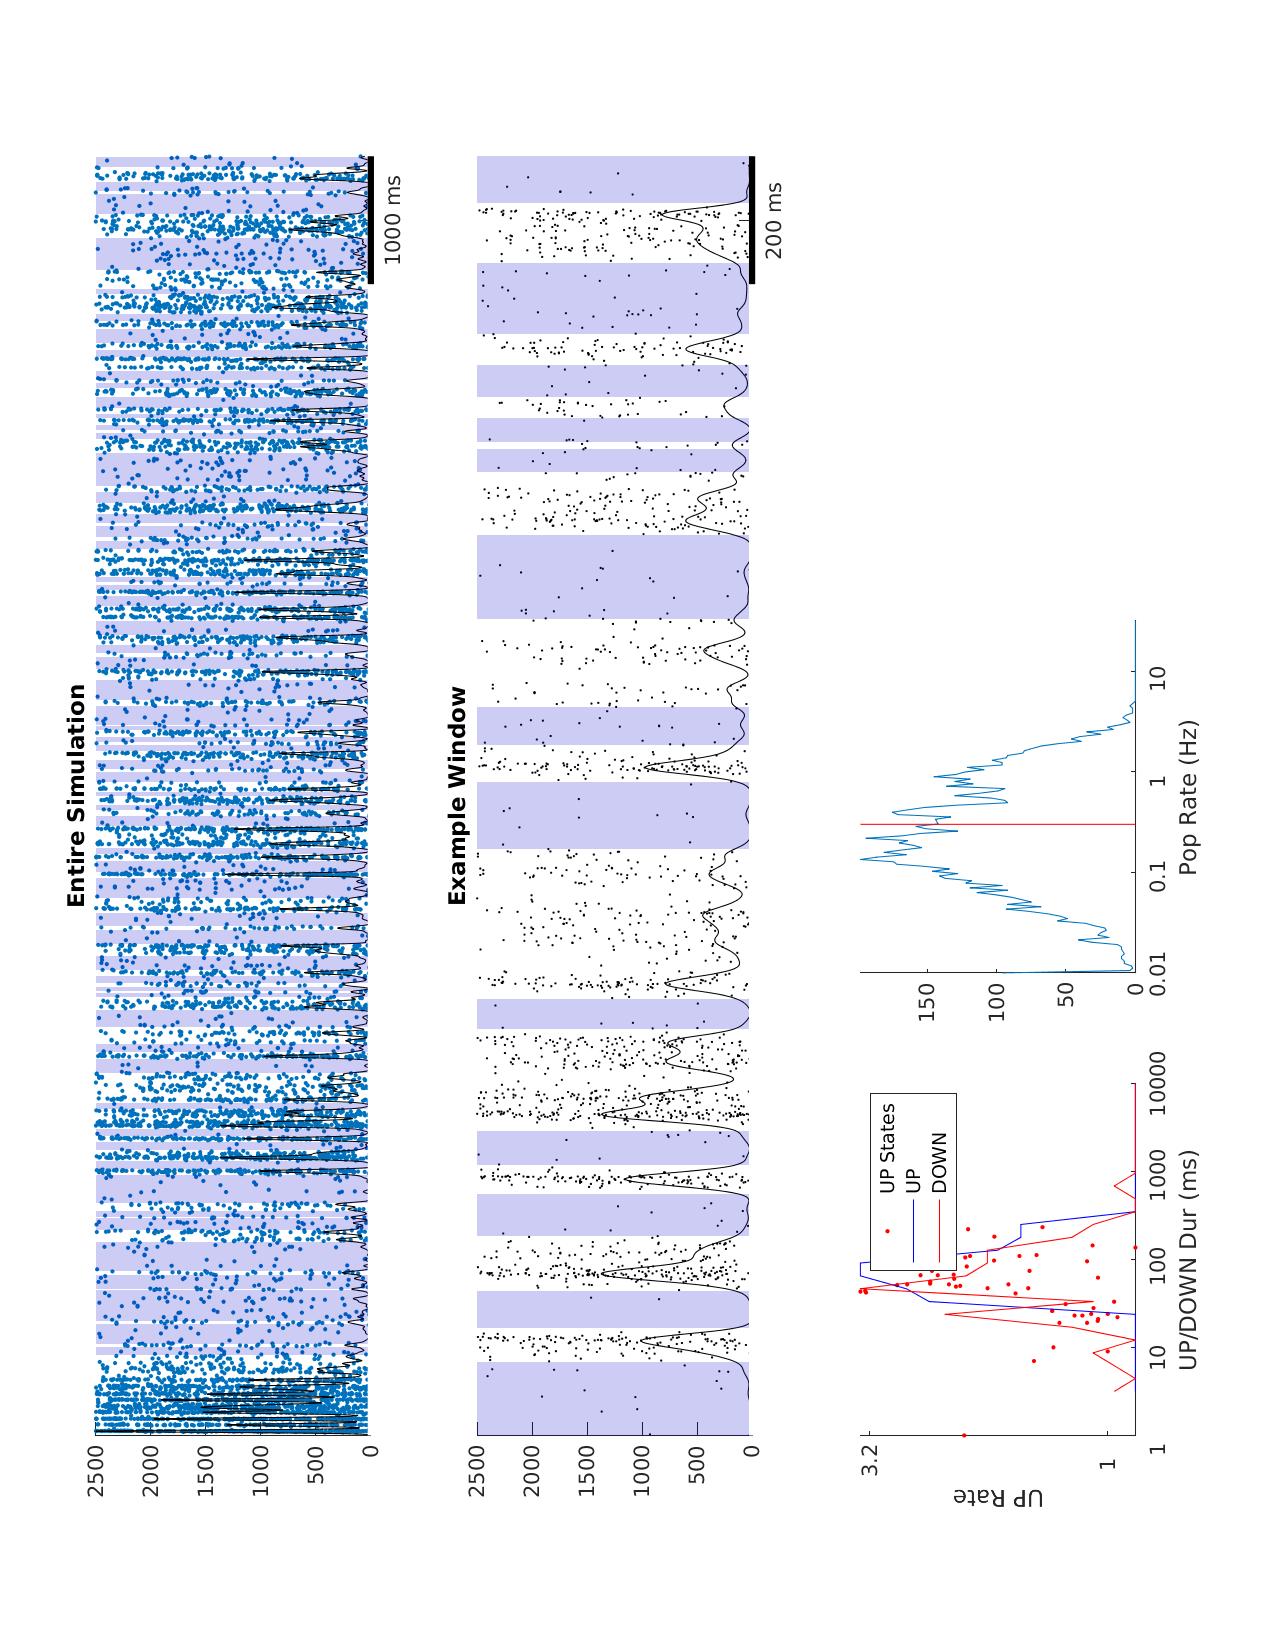 Entire Simulation
2500
2000
1500
1000
500
0
1000 ms
Example Window
2500
2000
1500
1000
500
0
200 ms
UP Rate
3.2
1
UP States
UP
DOWN
1 10 100 1000 10000
UP/DOWN Dur (ms)
150
100
50
0
0.01 0.1 1 10
Pop Rate (Hz)